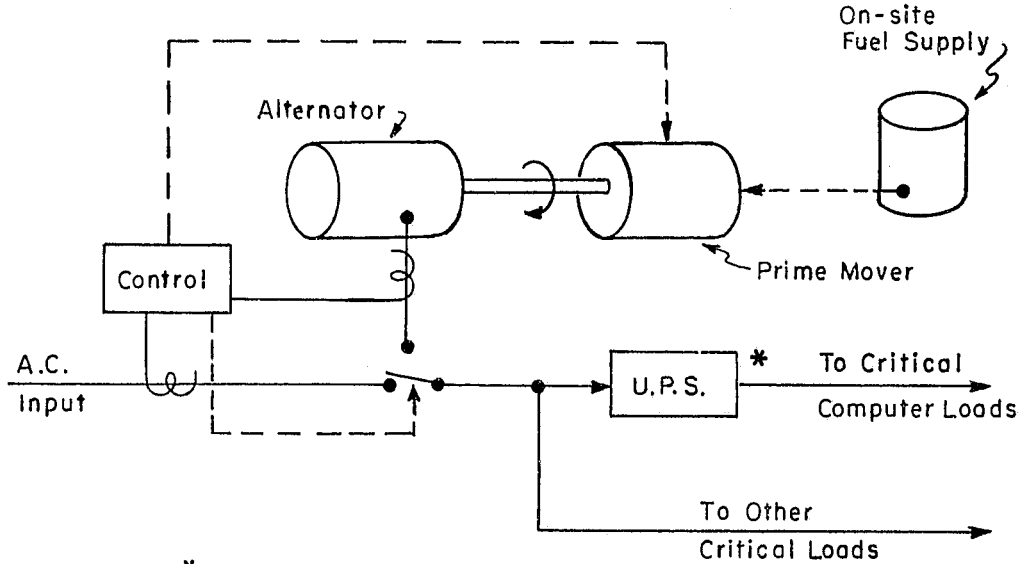 On-site
Fuel Supply
Alternator
Control
Prime Mover
A.C.
Input
U.P.S.
*
To Critical
Computer Loads
To Other
Critical Loads